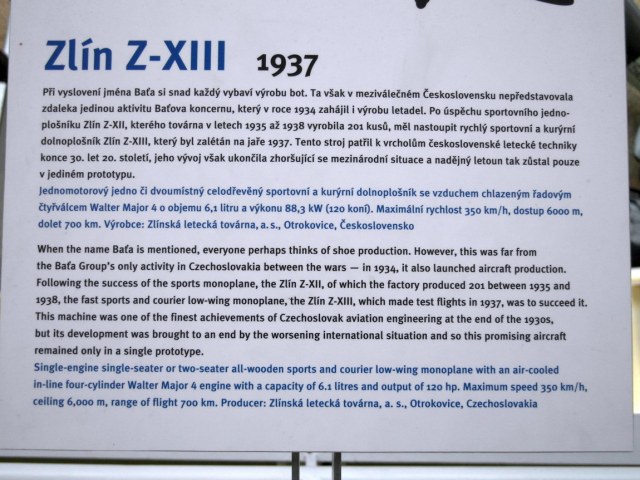 Zlín Z-XIII 1937
Při vyslovení jména Baťa si snad každý vybaví výrobu bot. Ta však v meziválečném Československu nepředstavovala
zdaleka jedinou aktivitu Baťova koncernu, který v roce 1934 zahájil i výrobu letadel. Po úspěchu sportovního jedno-
plošníku Zlín Z-XII, kterého továrna v letech 1935 až 1938 vyrobila 201 kusů, měl nastoupit rychlý sportovní a kurýrní
dolnoplošník Zlín Z-XIII, který byl zalétán na jaře 1937. Tento stroj patřil k vrcholům československé letecké techniky
konce 30. let 20. století, jeho vývoj však ukončila zhoršující se mezinárodní situace a nadějný letoun tak zůstal pouze
v jediném prototypu.
Jednomotorový jedno či dvoumístný celodřevěný sportovní a kurýrní dolnoplošník se vzduchem chlazeným řadovým
čtyřválcem Walter Major 4 o objemu 6,1 litru a výkonu 88,3 kW (120 koní). Maximální rychlost 350 km/h, dostup 6000 m,
dolet 700 km. Výrobce: Zlínská letecká továrna, a. s., Otrokovice, Československo
When the name Baťa is mentioned, everyone perhaps thinks of shoe production. However, this was far from
the Baťa Group's only activity in Czechoslovakia between the wars — in 1934, it also launched aircraft production.
Following the success of the sports monoplane, the Zlín Z-XII, of which the factory produced 201 between 1935 and
1938, the fast sports and courier low-wing monoplane, the Zlín Z-XIII, which made test flights in 1937, was to succeed it.
This machine was one of the finest achievements of Czechoslovak aviation engineering at the end of the 1930s,
but its development was brought to an end by the worsening international situation and so this promising aircraft
remained only in a single prototype.
Single-engine single-seater or two-seater all-wooden sports and courier low-wing monoplane with an air-cooled
in-line four-cylinder Walter Major 4 engine with a capacity of 6.1 litres and output of 120 hp. Maximum speed 350 km/h,
ceiling 6,000 m, range of flight 700 km. Producer: Zlínská letecká továrna, a. s., Otrokovice, Czechoslovakia